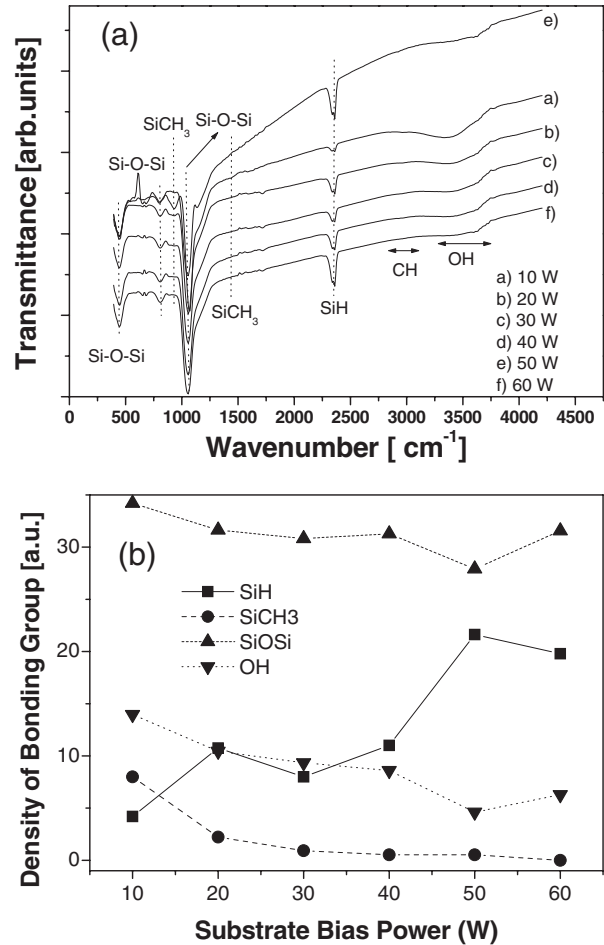 (a)
Transmittance [arb.units]
e)
a)
b)
c)
d)
f)
SiCH3
Si-O-Si
Si-O-Si
Si-O-Si
SiCH3
SiH
CH
OH
a) 10 W
b) 20 W
c) 30 W
d) 40 W
e) 50 W
f) 60 W
0 500 1000 1500 2000 2500 3000 3500 4000 4500
Wavenumber [ cm-1]
(b)
Density of Bonding Group [a.u.]
30
20
10
0
SiH
SiCH3
SiOSi
OH
10 20 30 40 50 60
Substrate Bias Power (W)